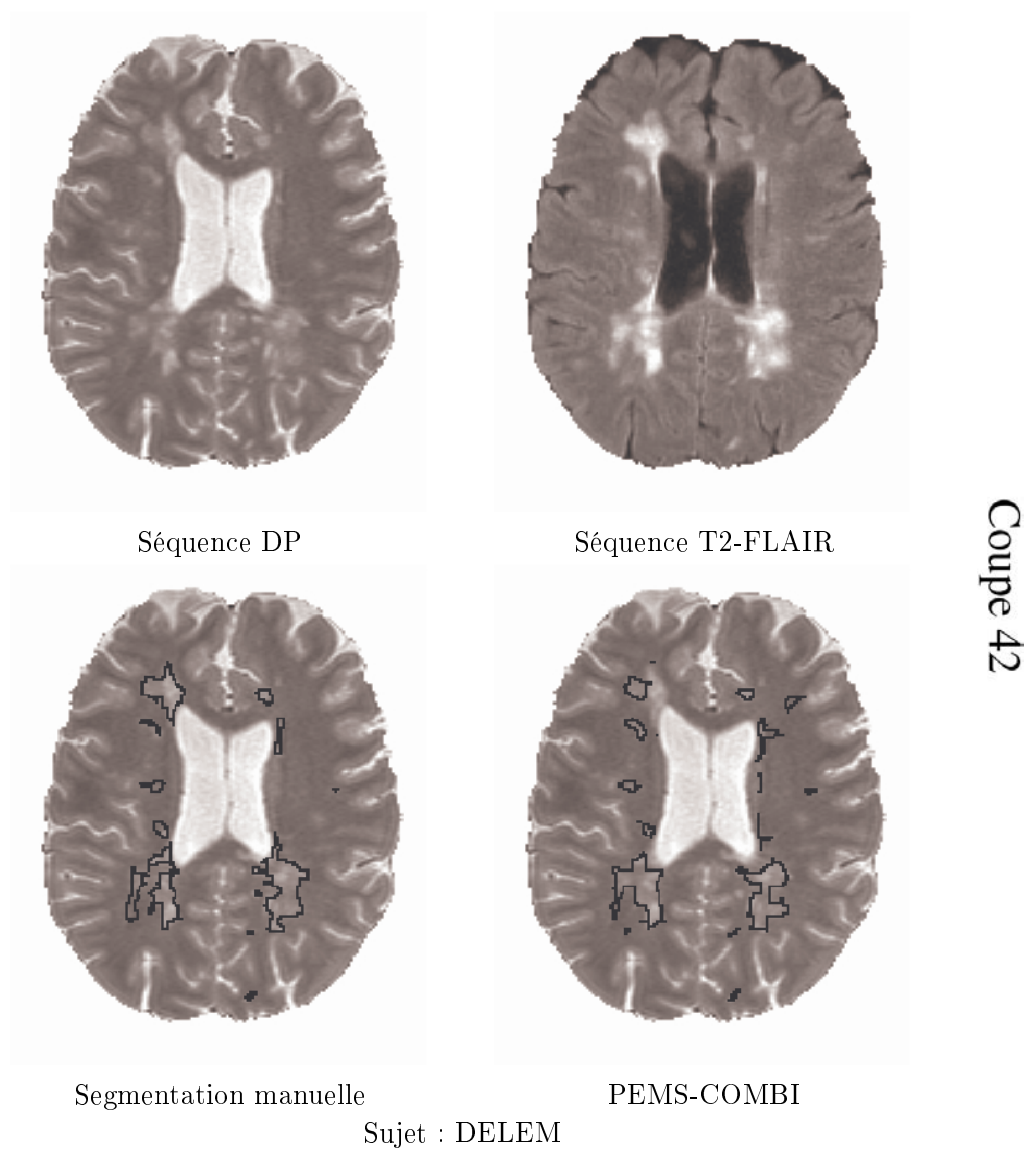 Séquence DP
Séquence T2-FLAIR
Coupe 42
Segmentation manuelle
PEMS-COMBI
Sujet : DELEM